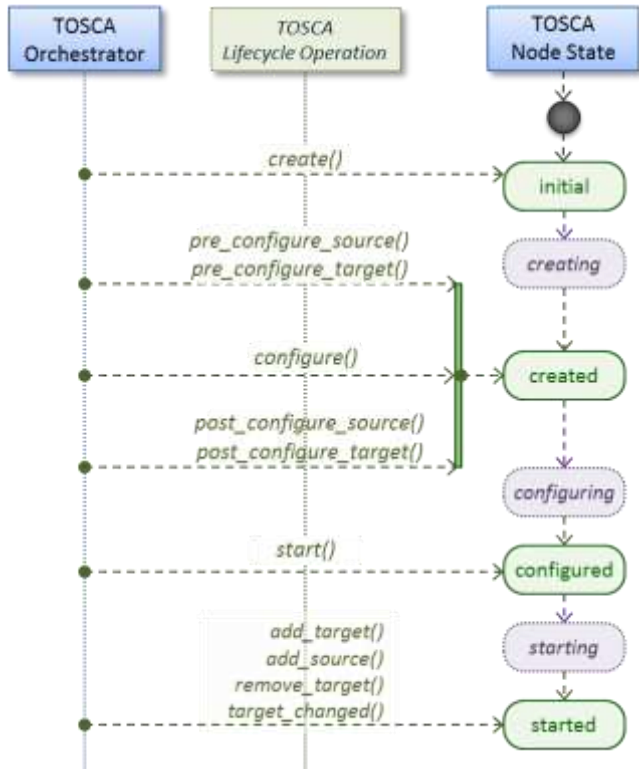 TOSCA
Orchestrator
TOSCA
Lifecycle Operation
TOSCA
Node State
create()
initial
pre_configure_source()
creating
pre_configure_target()
configure()
created
post_configure_source()
post_configure_target()
configuring
start()
configured
add_target()
starting
add_source()
remove_target()
target_changed()
started